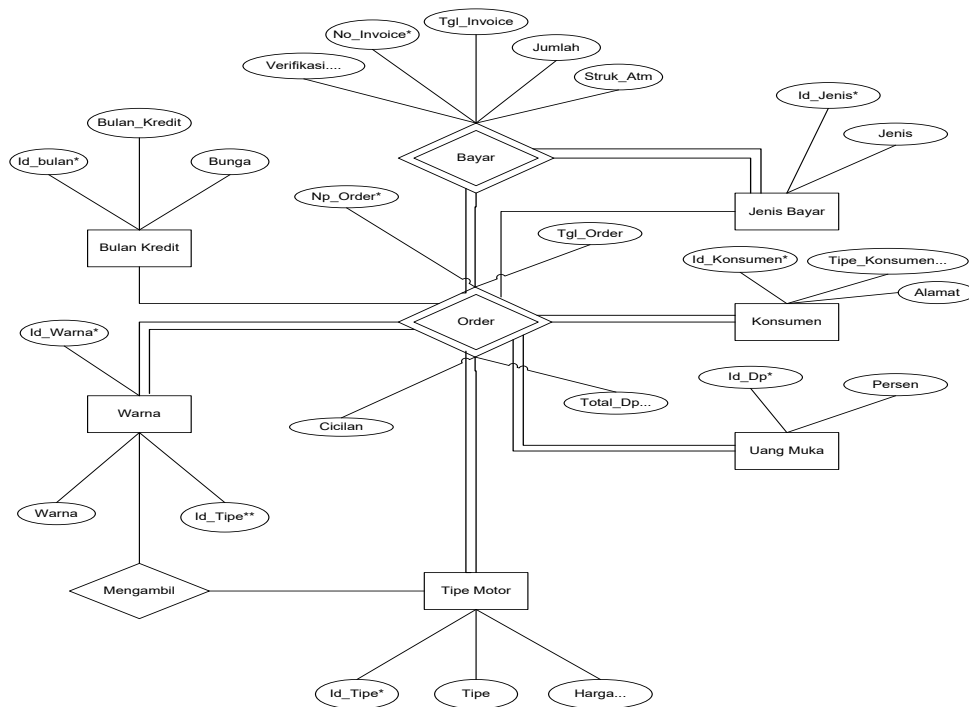 Tgl_Invoice
No_Invoice*
Jumlah
Verifikasi....
Struk_Atm
Id_Jenis*
Bulan_Kredit
Jenis
Id_bulan*
Bunga
Bayar
Np_Order*
Jenis Bayar
Tgl_Order
Bulan Kredit
Id_Konsumen*
Tipe_Konsumen...
Alamat
Order
Konsumen
Id_Warna*
Id_Dp*
Persen
Total_Dp...
Warna
Cicilan
Uang Muka
Warna
Id_Tipe**
Mengambil
Tipe Motor
Id_Tipe*
Tipe
Harga...